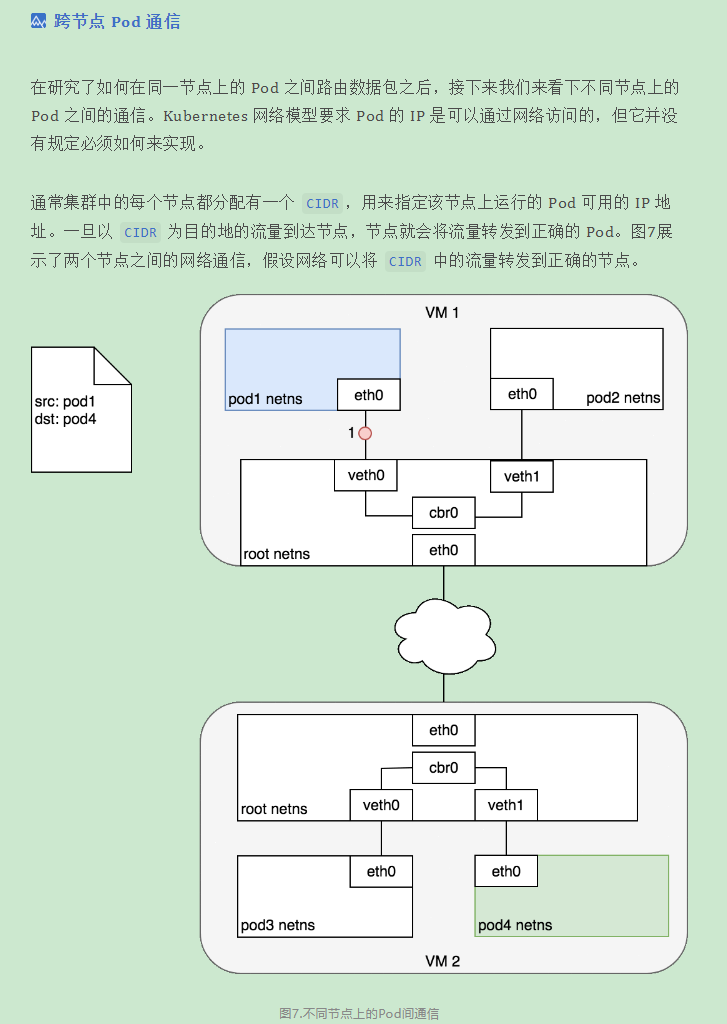 跨节点 Pod 通信
在研究了如何在同一节点上的 Pod 之间路由数据包之后，接下来我们来看下不同节点上的
Pod 之间的通信。Kubernetes 网络模型要求 Pod 的 IP 是可以通过网络访问的，但它并没
有规定必须如何来实现。
通常集群中的每个节点都分配有一个 CIDR，用来指定该节点上运行的 Pod 可用的 IP 地
址。一旦以 CIDR 为目的地的流量到达节点，节点就会将流量转发到正确的 Pod。图7展
示了两个节点之间的网络通信，假设网络可以将 CIDR 中的流量转发到正确的节点。
src: pod1
dst: pod4
VM 1
pod1 netns
eth0
eth0
pod2 netns
1
veth0
veth1
cbr0
root netns
eth0
eth0
cbr0
root netns
veth0
veth1
eth0
eth0
pod3 netns
pod4 netns
VM 2
图7.不同节点上的Pod间通信